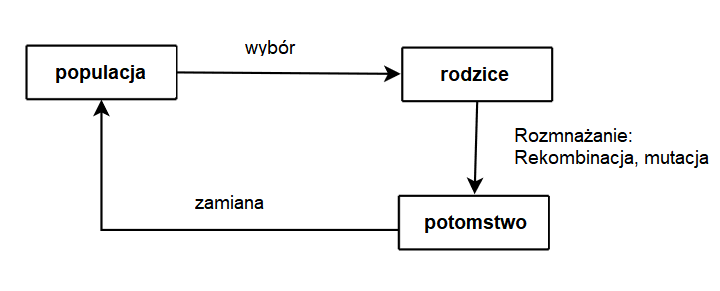 wybór
populacja
rodzice
Rozmnażanie:
Rekombinacja, mutacja
zamiana
potomstwo